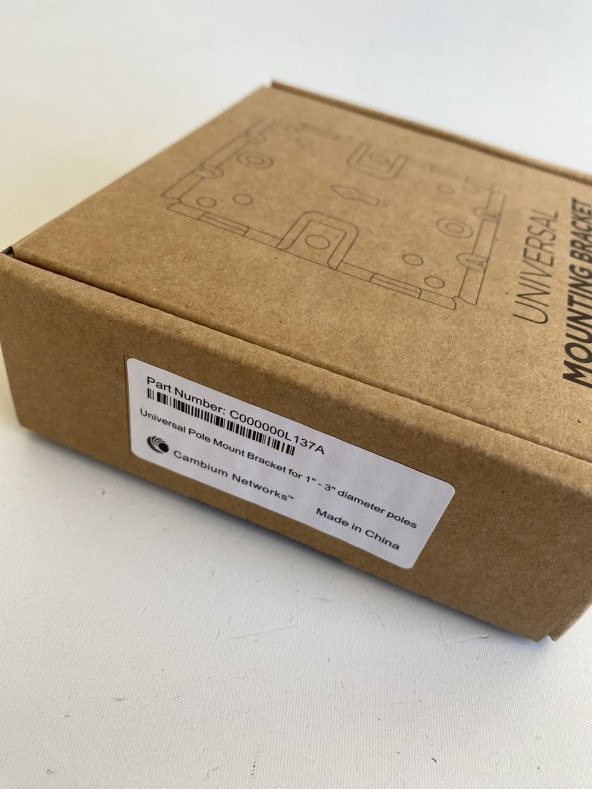 UNIVERSAL
MOUNTING BRACKET
Part Number: C000000L137A
Universal Pole Mount Bracket for 1" - 3" diameter poles
Cambium Networks™
Made in China